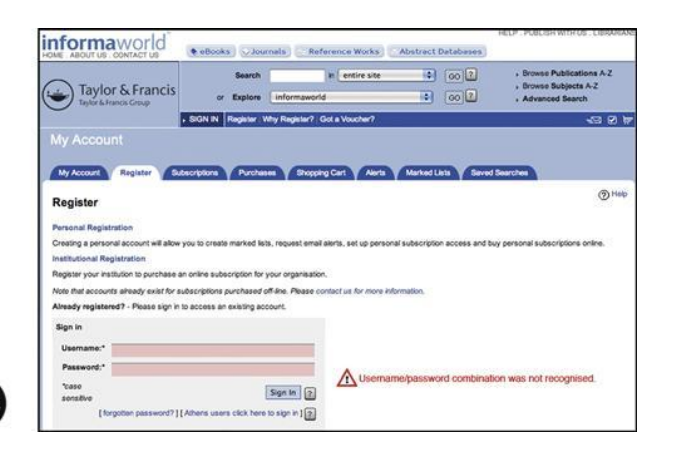 informaworld™
HELP · PUBLISH WITH US · LIBRARIANS
HOME ABOUT US CONTACT US
eBooks Journals Reference Works Abstract Databases
Search in entire site GO ?
Browse Publications A-Z
Taylor & Francis
Taylor & Francis Group
or Explore informaworld GO ?
Browse Subjects A-Z
Advanced Search
SIGN IN Register Why Register? Got a Voucher?
My Account
My Account Register Subscriptions Purchases Shopping Cart Alerts Marked Lists Saved Searches
Register
? Help
Personal Registration
Creating a personal account will allow you to create marked lists, request email alerts, set up personal subscription access and buy personal subscriptions online.
Institutional Registration
Register your institution to purchase an online subscription for your organisation.
Note that accounts already exist for subscriptions purchased off-line. Please contact us for more information.
Already registered? - Please sign in to access an existing account.
Sign in
Username:*
Password:*
Username/password combination was not recognised.
*case
sensitive
Sign In ?
[ forgotten password? ] [ Athens users click here to sign in ] ?